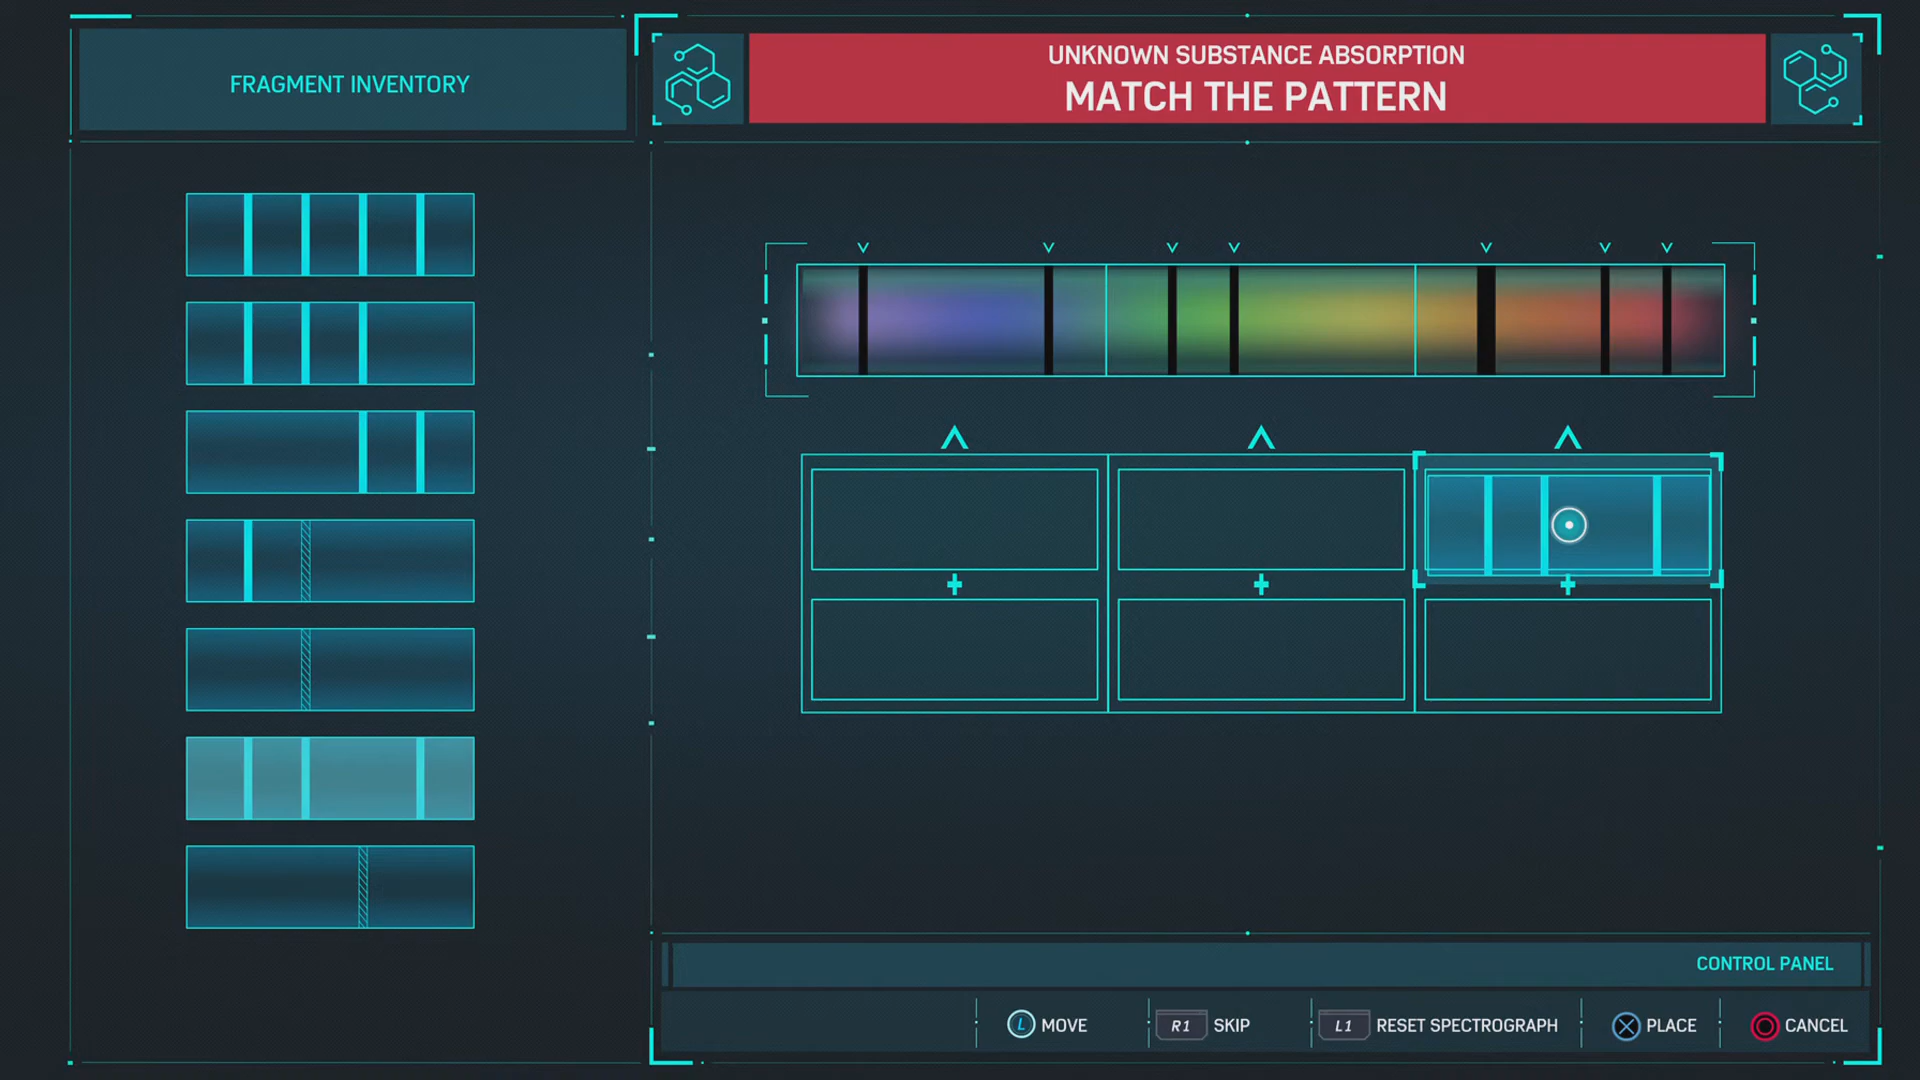 FRAGMENT INVENTORY
UNKNOWN SUBSTANCE ABSORPTION
MATCH THE PATTERN
CONTROL PANEL
L MOVE
R1 SKIP
L1 RESET SPECTROGRAPH
PLACE
CANCEL